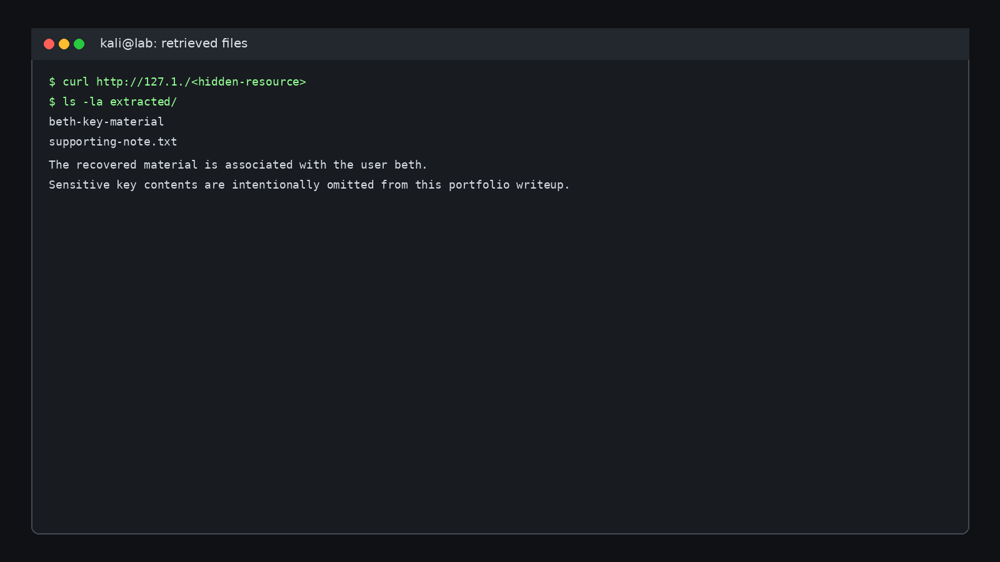 kali@lab: retrieved files
$ curl http://127.1./<hidden-resource>
$ ls -la extracted/
beth-key-material
supporting-note.txt
The recovered material is associated with the user beth.
Sensitive key contents are intentionally omitted from this portfolio writeup.